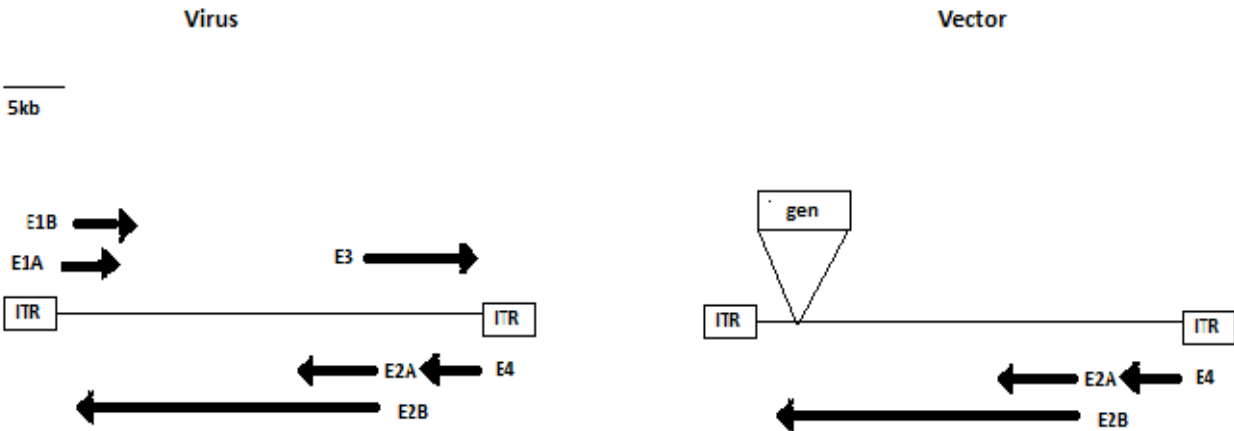 Virus
Vector
5kb
gen
E1B
E1A
E3
ITR
ITR
ITR
ITR
E2A
E4
E2B
E2A
E4
E2B